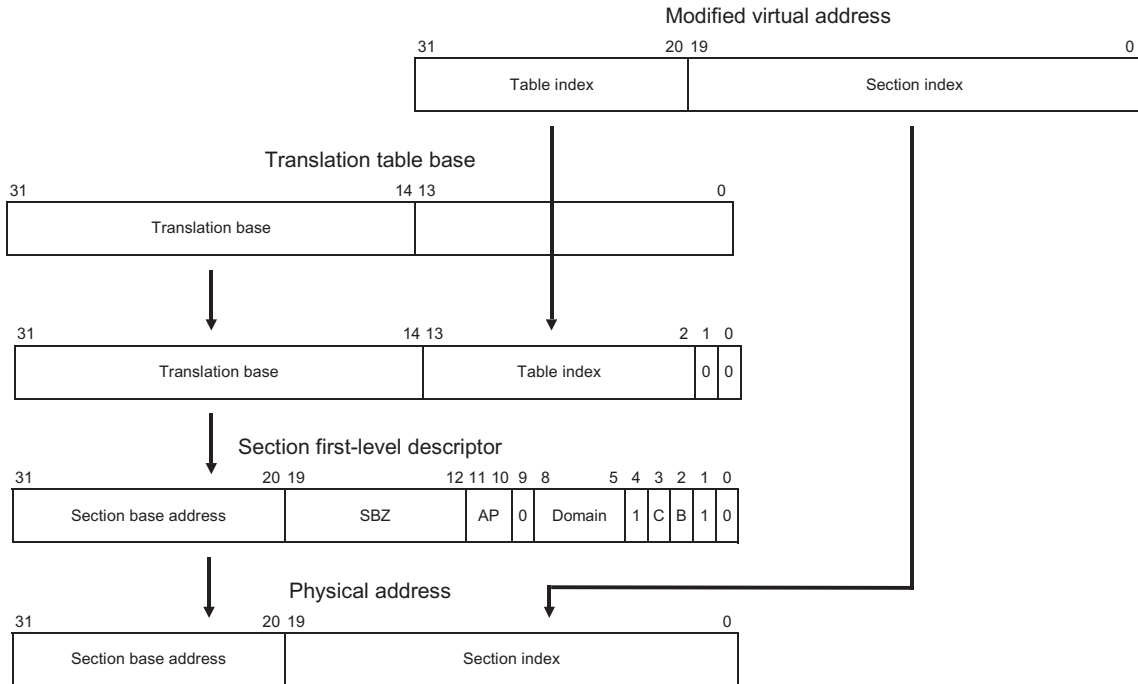 Modified virtual address
31 20 19 0
Table index Section index
Translation table base
31 14 13 0
Translation base
31 14 13 2 1 0
Translation base Table index 0 0
Section first-level descriptor
31 20 19 12 11 10 9 8 5 4 3 2 1 0
Section base address SBZ AP 0 Domain 1 C B 1 0
Physical address
31 20 19 0
Section base address Section index